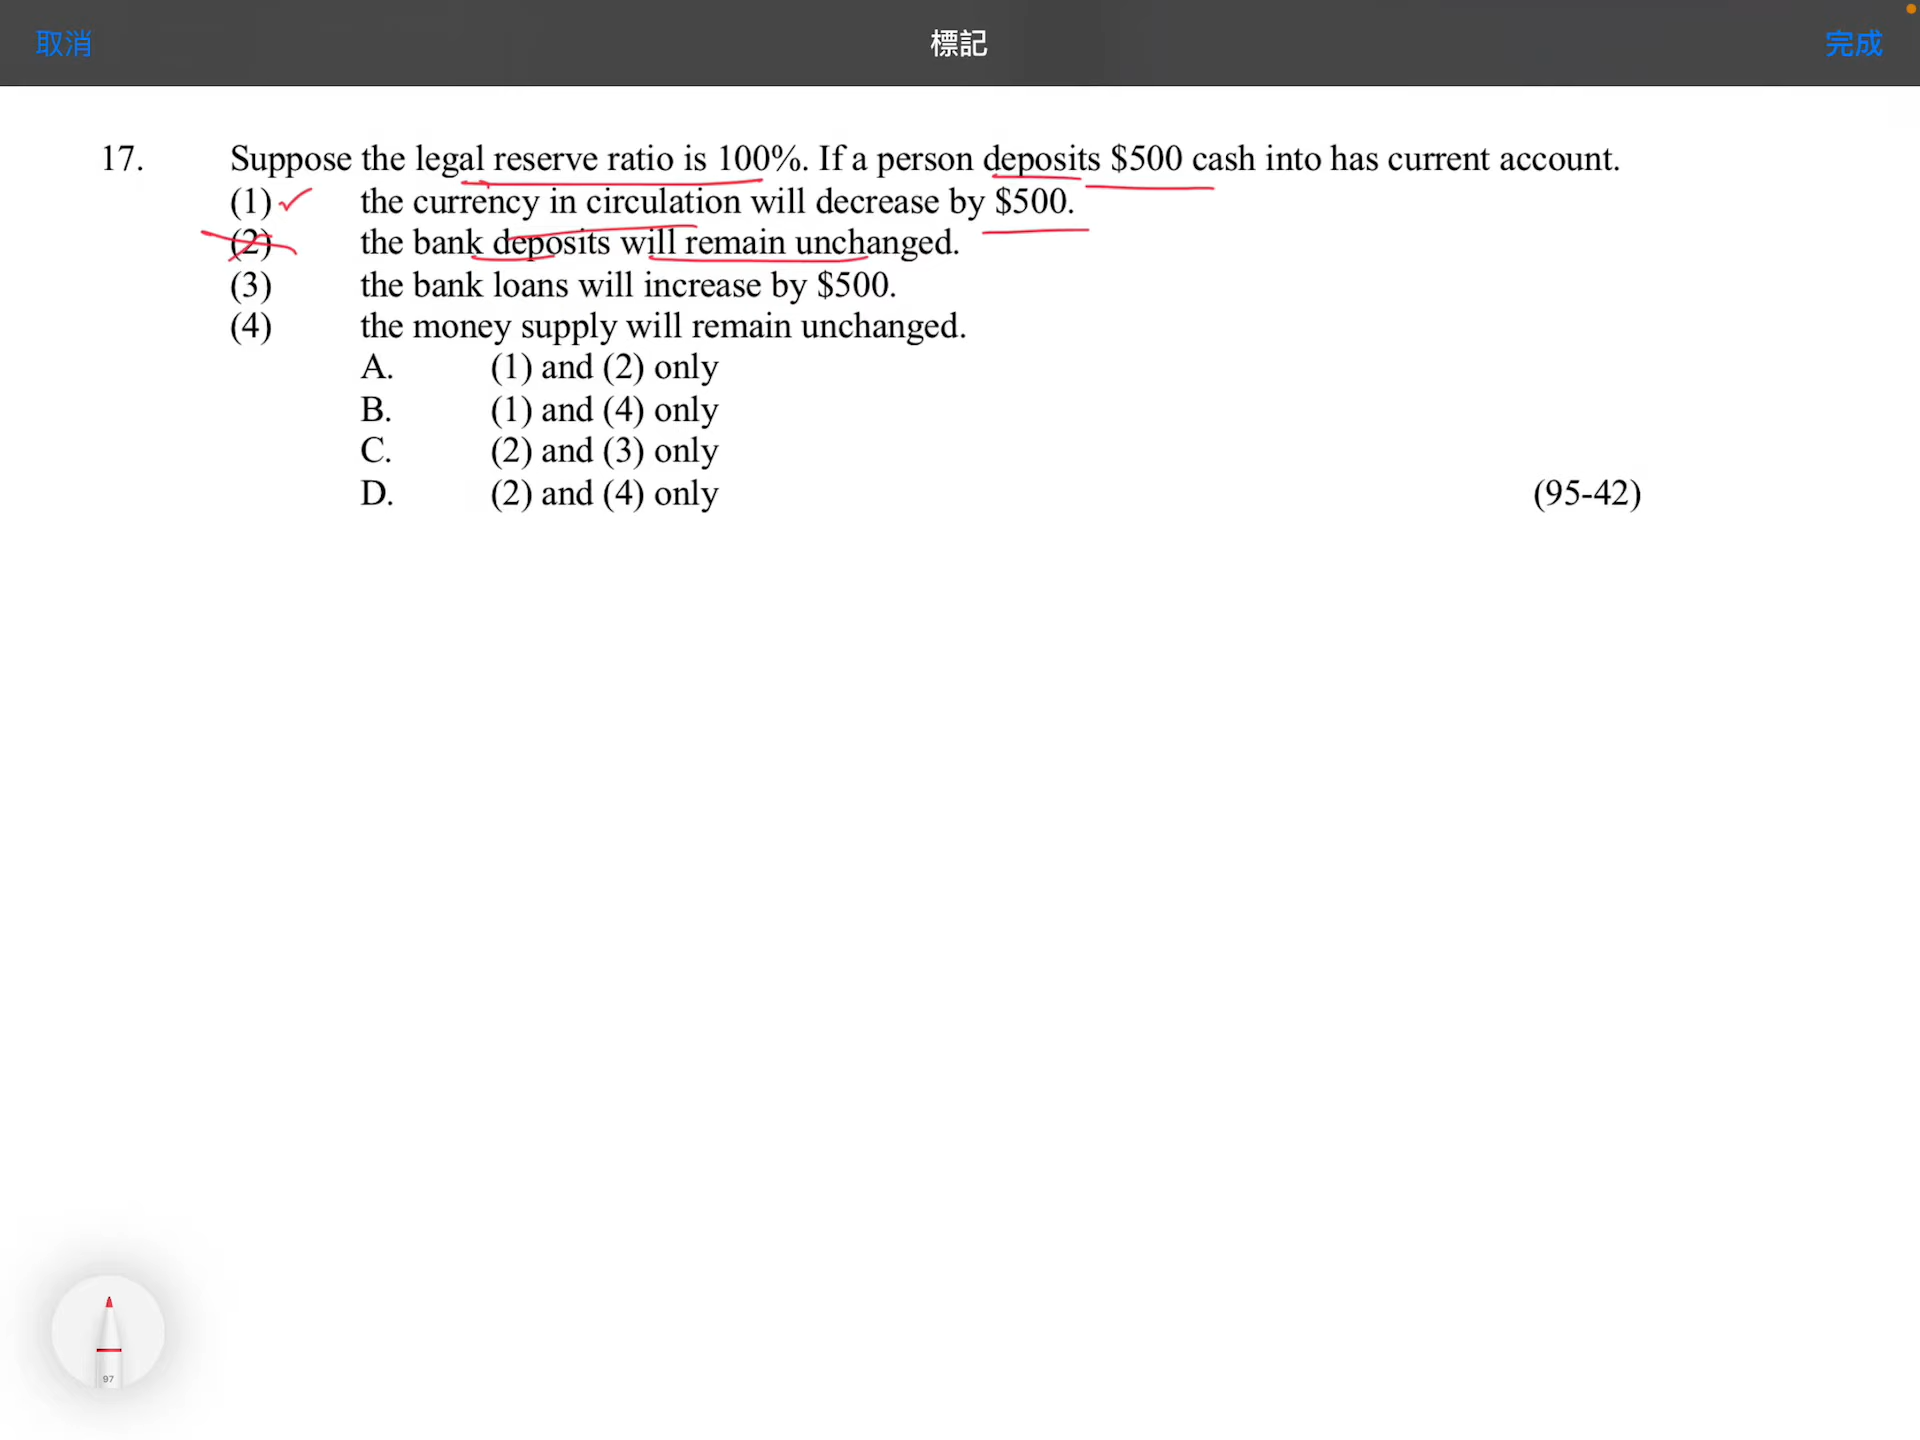 取消 標記 完成
17. Suppose the legal reserve ratio is 100%. If a person deposits $500 cash into has current account.
(1) the currency in circulation will decrease by $500.
(2) the bank deposits will remain unchanged.
(3) the bank loans will increase by $500.
(4) the money supply will remain unchanged.
A. (1) and (2) only
B. (1) and (4) only
C. (2) and (3) only
D. (2) and (4) only (95-42)
97